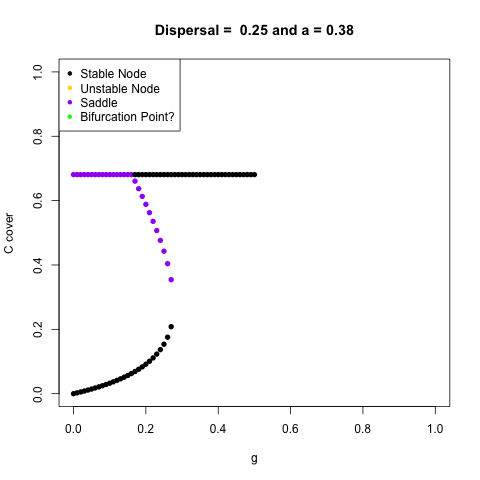 Dispersal =  0.25 and a = 0.38
Stable Node
Unstable Node
Saddle
Bifurcation Point?
C cover
1.0
0.8
0.6
0.4
0.2
0.0
0.0 0.2 0.4 0.6 0.8 1.0
g